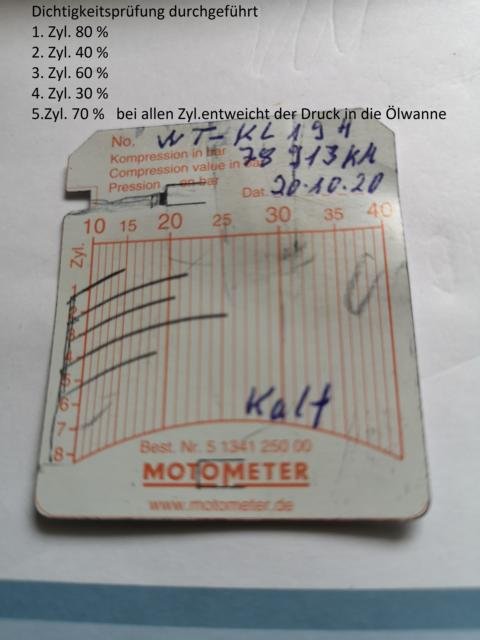 Dichtigkeitsprüfung durchgeführt
1. Zyl. 80 %
2. Zyl. 40 %
3. Zyl. 60 %
4. Zyl. 30 %
5.Zyl. 70 % bei allen Zyl.entweicht der Druck in die Ölwanne
No. WT-KL 194
Kompression in bar 78 913 KM
Compression value in bar
Pression en bar Dat. 20.10.20
10 15 20 25 30 35 40
Zyl.
1
2
3
4
5
6
7
8
Kalt
Best. Nr. 5 1341 250 00
MOTOMETER
www.motometer.de